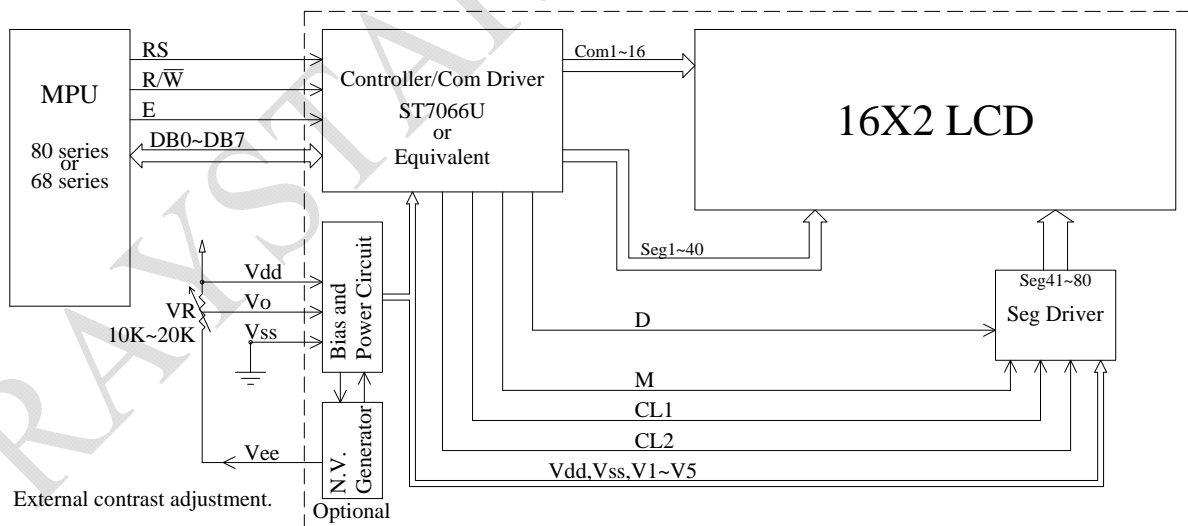 RS
R/W̅
E
DB0~DB7
MPU
80 series
or
68 series
Controller/Com Driver
ST7066U
or
Equivalent
Com1~16
16X2 LCD
Seg1~40
Seg41~80
Seg Driver
Vdd
Vo
Vss
VR
10K~20K
Bias and
Power Circuit
D
M
CL1
CL2
Vdd,Vss,V1~V5
Vee
N.V.
Generator
Optional
External contrast adjustment.
RAYSTAN